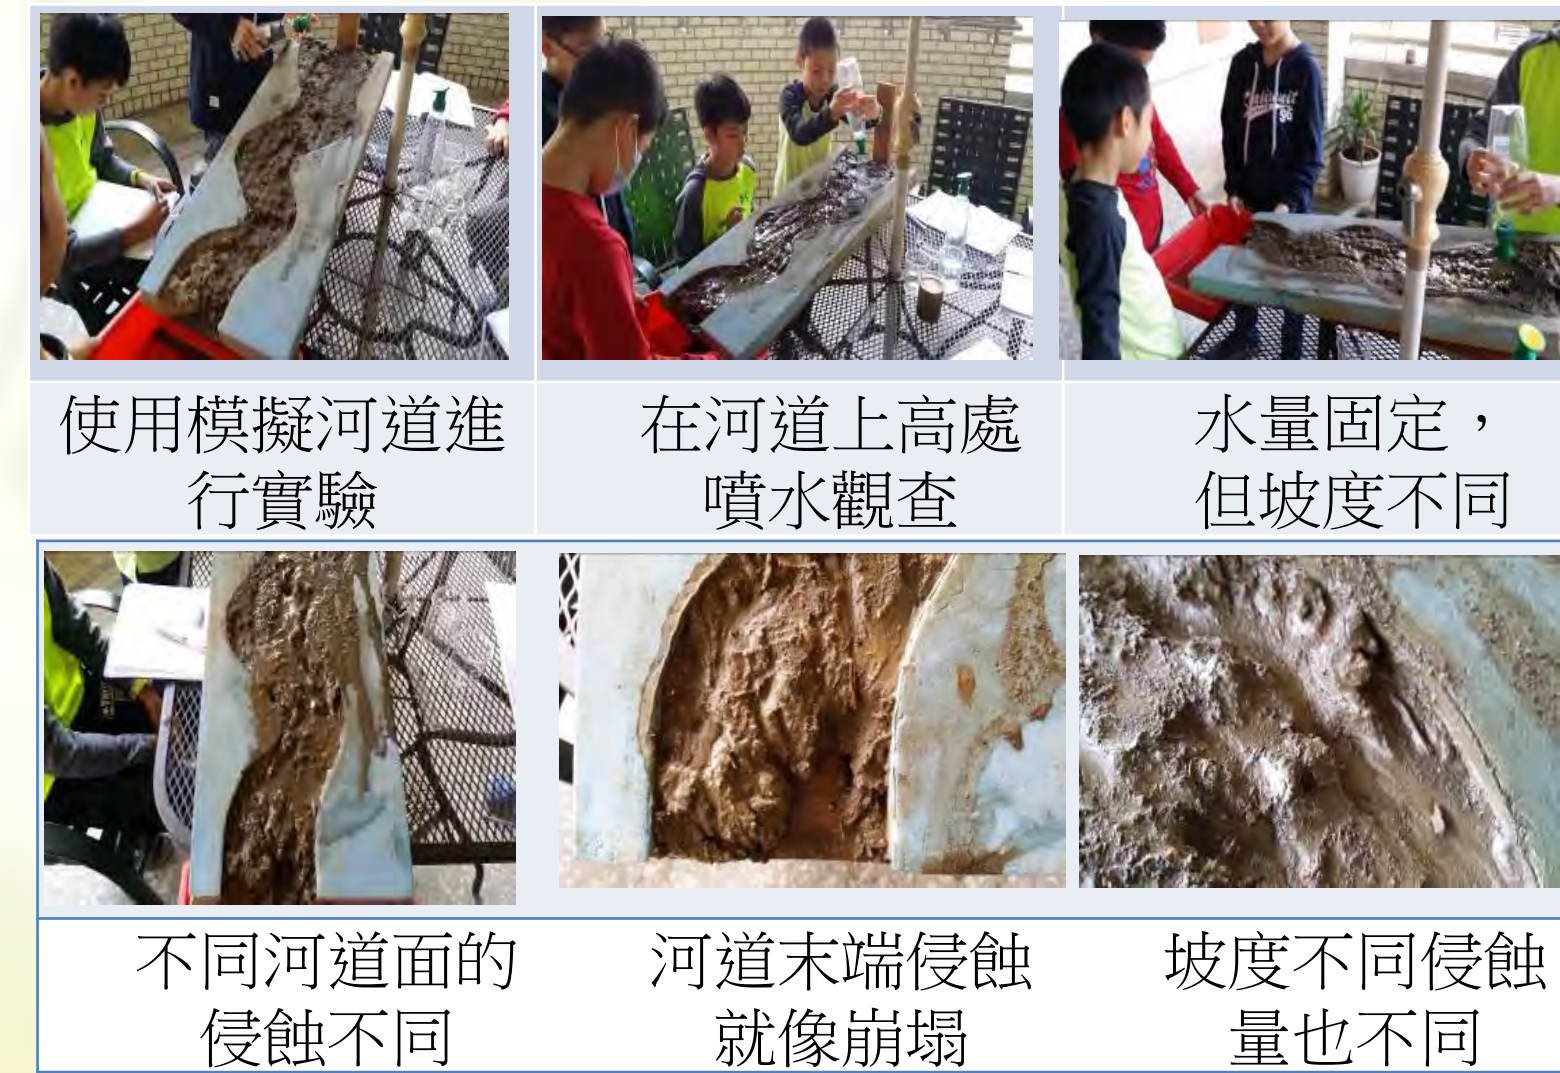 使用模擬河道進
行實驗
在河道上高處
噴水觀查
水量固定，
但坡度不同
不同河道面的
侵蝕不同
河道末端侵蝕
就像崩塌
坡度不同侵蝕
量也不同